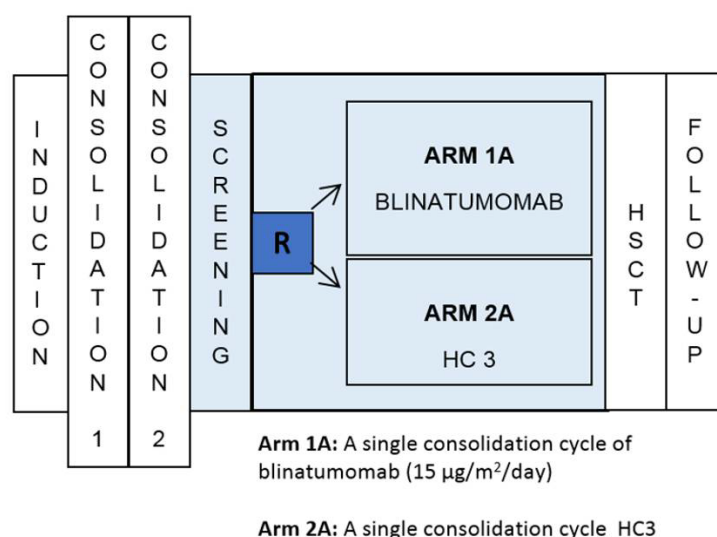 INDUCTION
CONSOLIDATION 1
CONSOLIDATION 2
SCREENING
R
ARM 1A
BLINATUMOMAB
ARM 2A
HC 3
HSCT
FOLLOW-UP
Arm 1A: A single consolidation cycle of
blinatumomab (15 µg/m²/day)
Arm 2A: A single consolidation cycle HC3